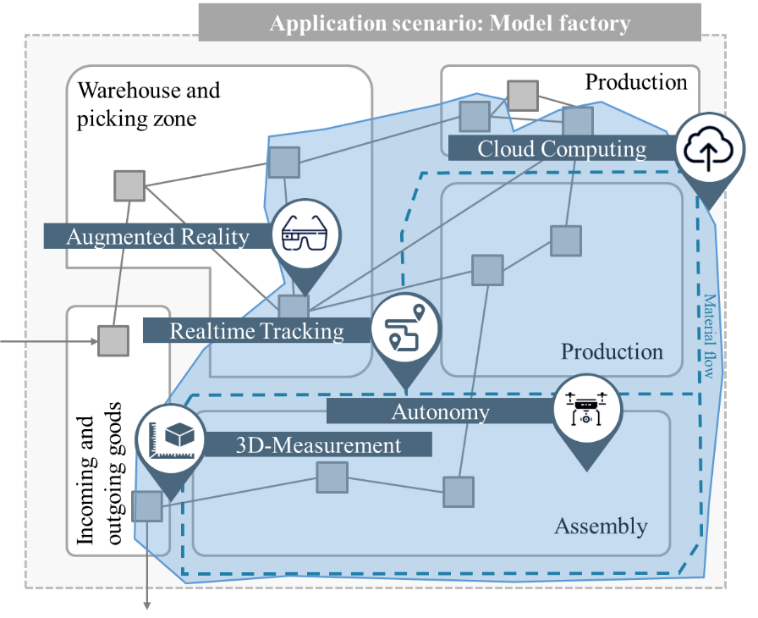 Application scenario: Model factory
Warehouse and
picking zone
Production
Cloud Computing
Augmented Reality
Realtime Tracking
Material flow
Production
Autonomy
3D-Measurement
Incoming and
outgoing goods
Assembly